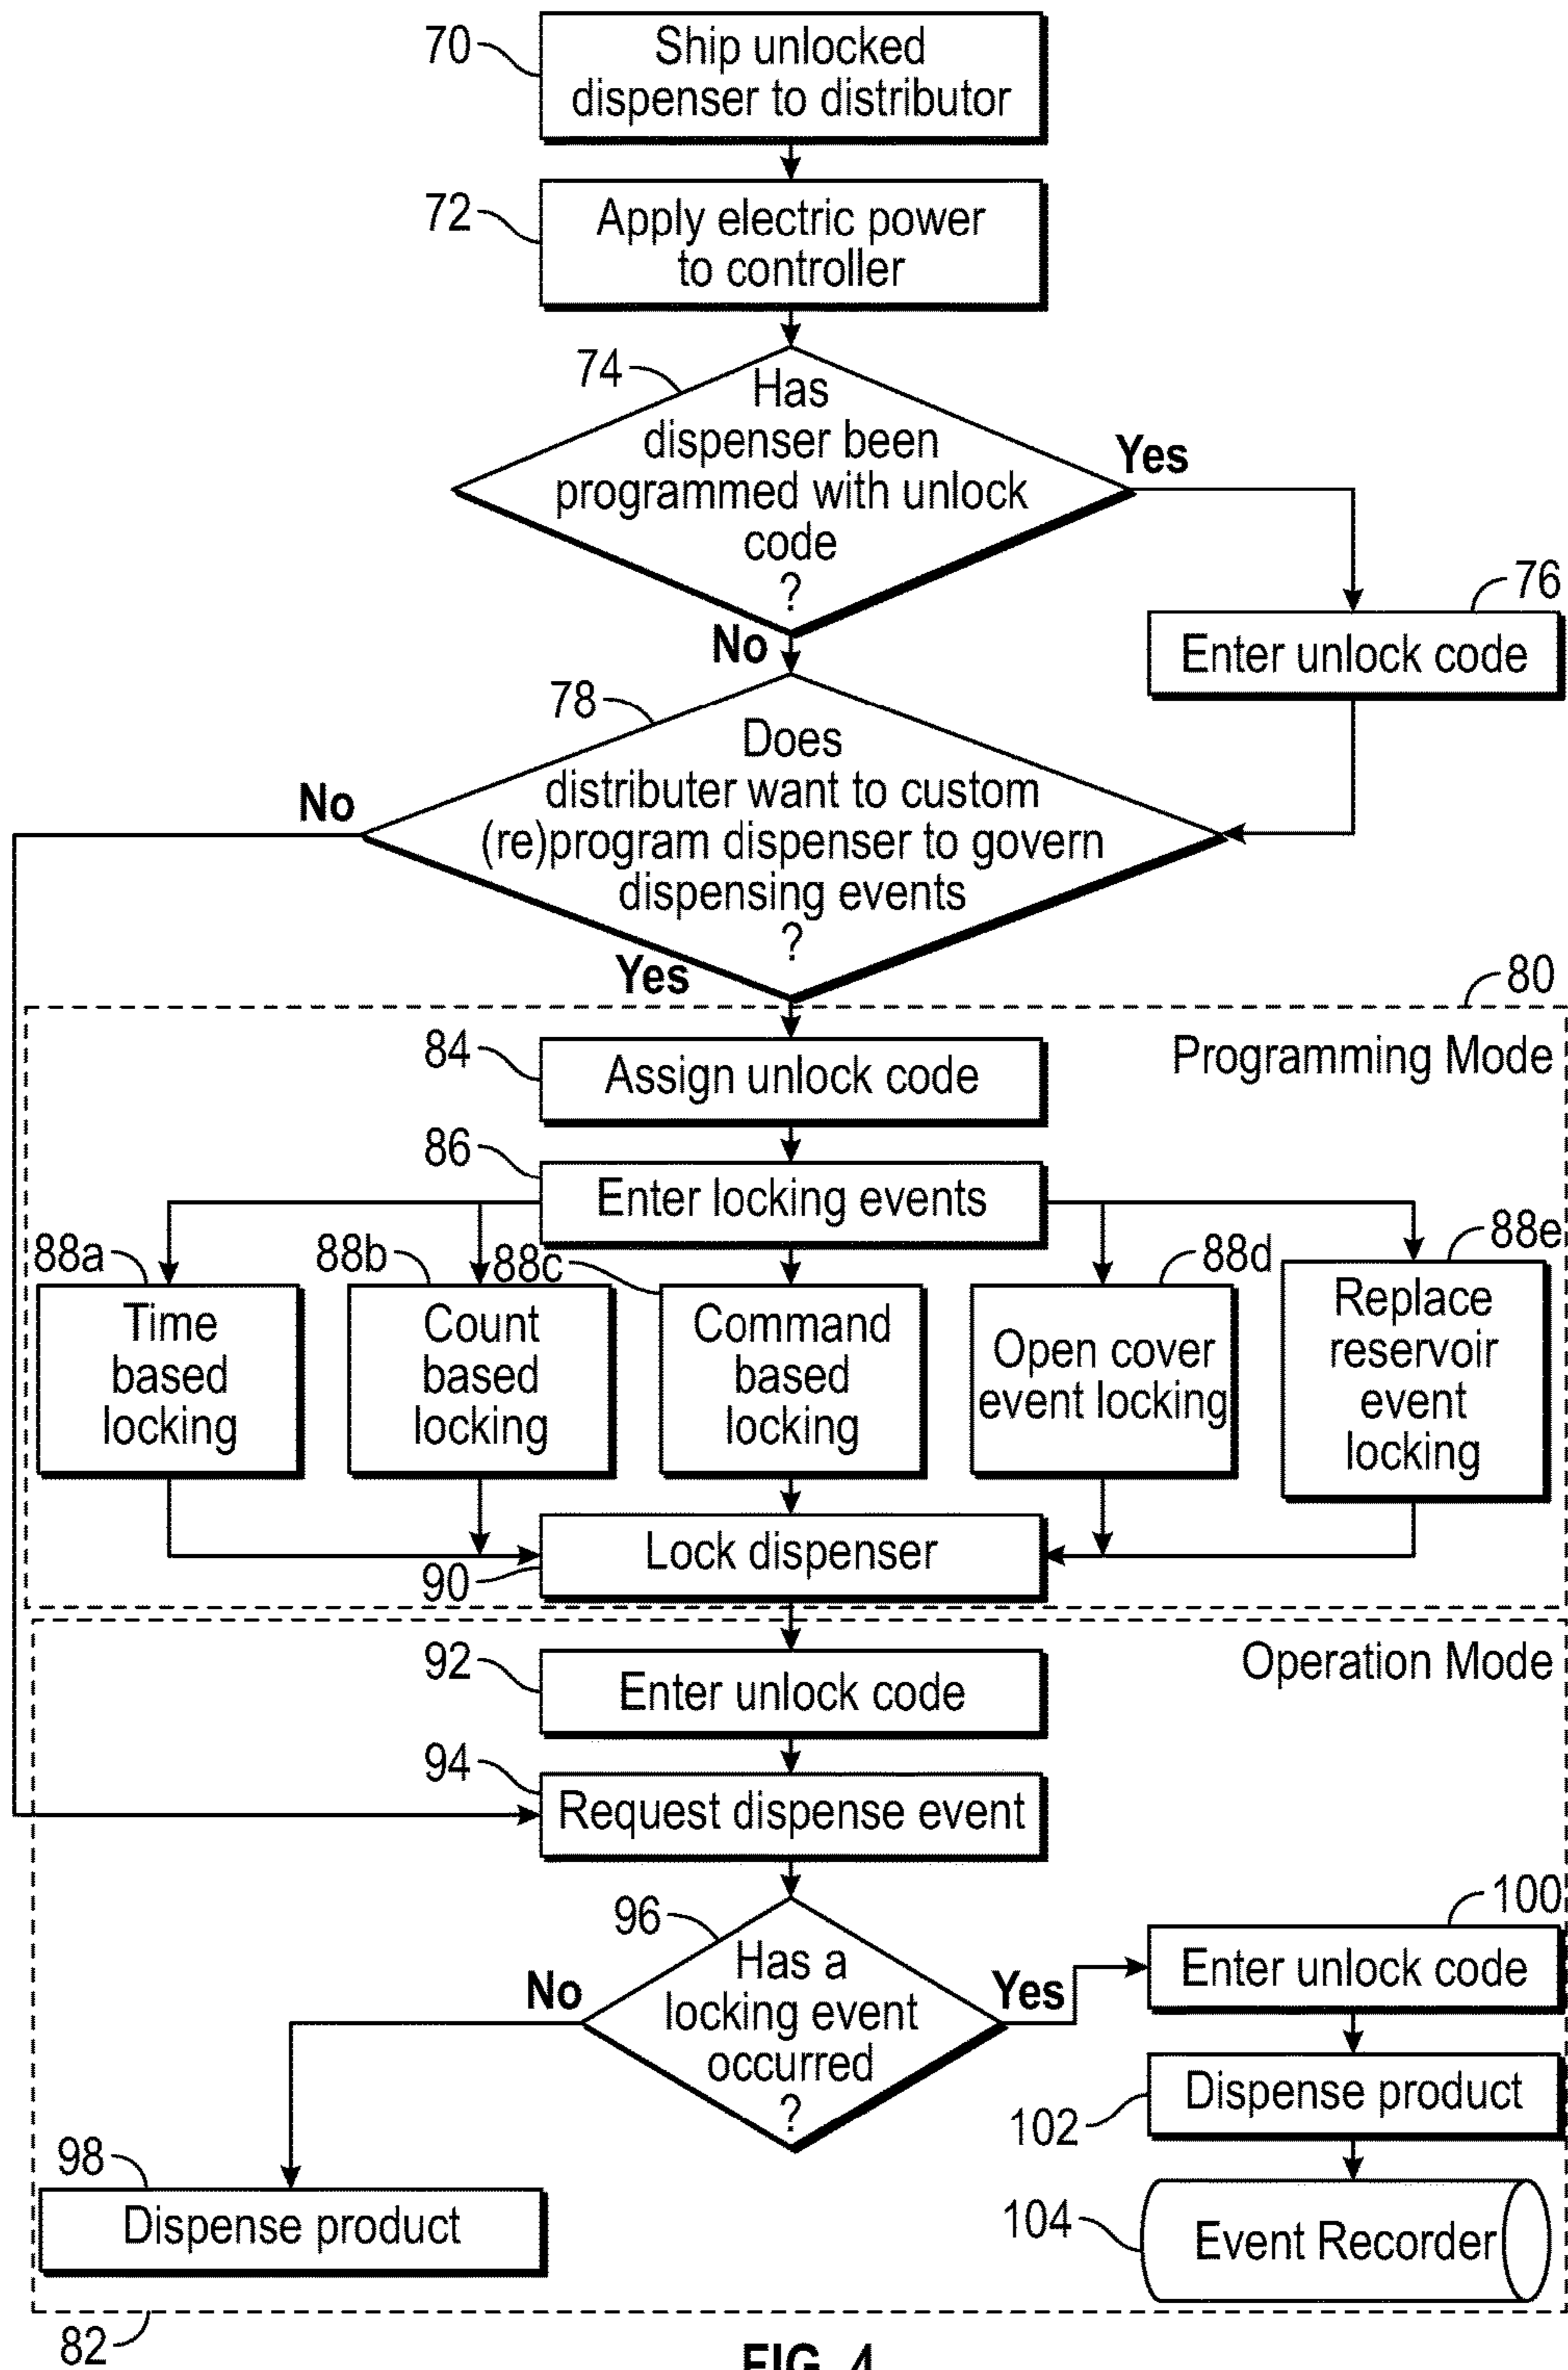 70
Ship unlocked
dispenser to distributor
72
Apply electric power
to controller
74
Has
dispenser been
programmed with unlock
code
?
Yes
No
76
Enter unlock code
78
Does
distributer want to custom
(re)program dispenser to govern
dispensing events
?
No
Yes
80
Programming Mode
84
Assign unlock code
86
Enter locking events
88a
Time
based
locking
88b
Count
based
locking
88c
Command
based
locking
88d
Open cover
event locking
88e
Replace
reservoir
event
locking
90
Lock dispenser
Operation Mode
92
Enter unlock code
94
Request dispense event
96
Has a
locking event
occurred
?
No
Yes
98
Dispense product
100
Enter unlock code
102
Dispense product
104
Event Recorder
82
FIG. 4